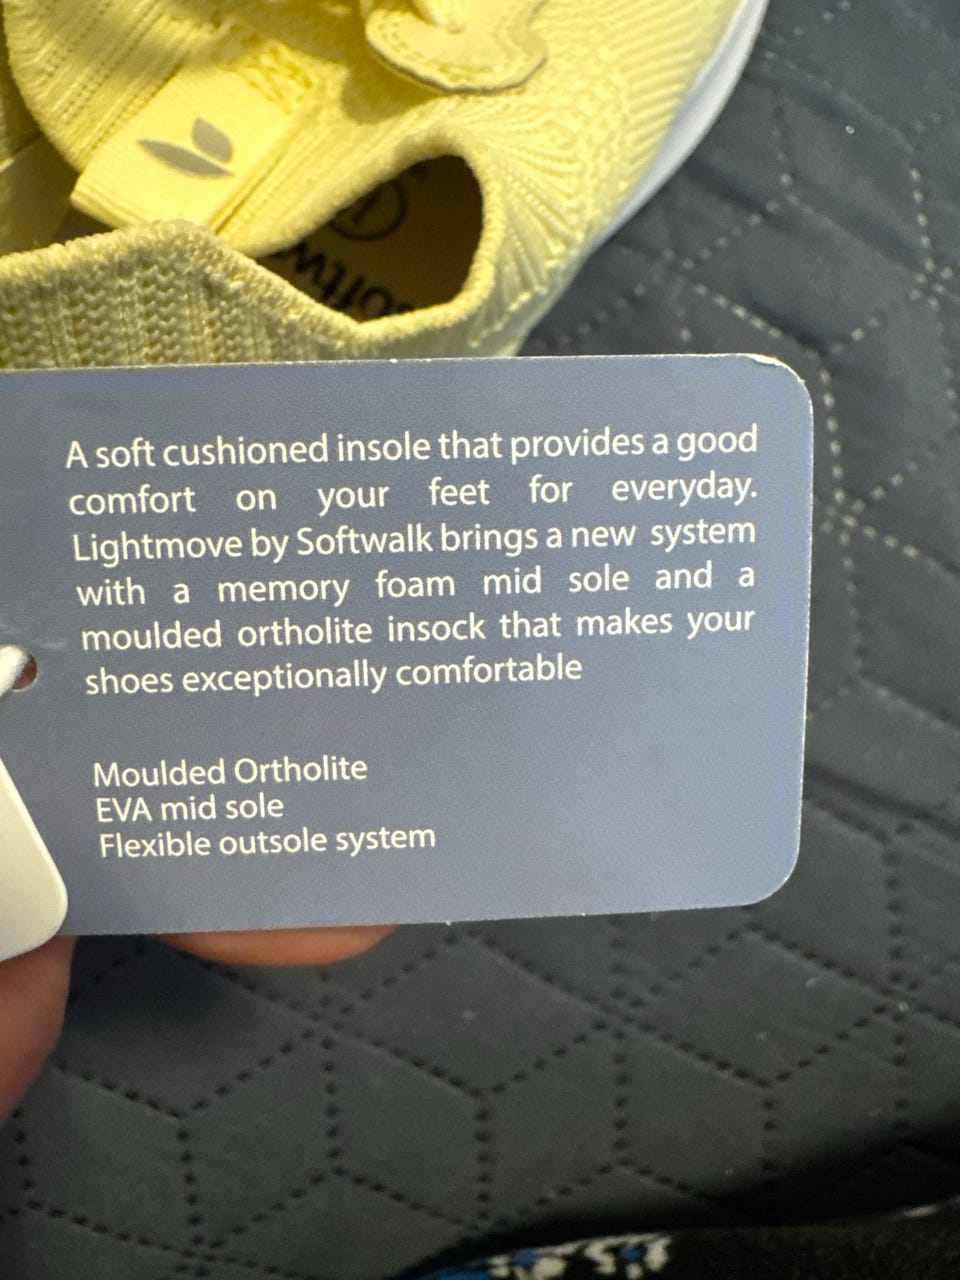 Softw
A soft cushioned insole that provides a good
comfort on your feet for everyday.
Lightmove by Softwalk brings a new system
with a memory foam mid sole and a
moulded ortholite insock that makes your
shoes exceptionally comfortable
Moulded Ortholite
EVA mid sole
Flexible outsole system